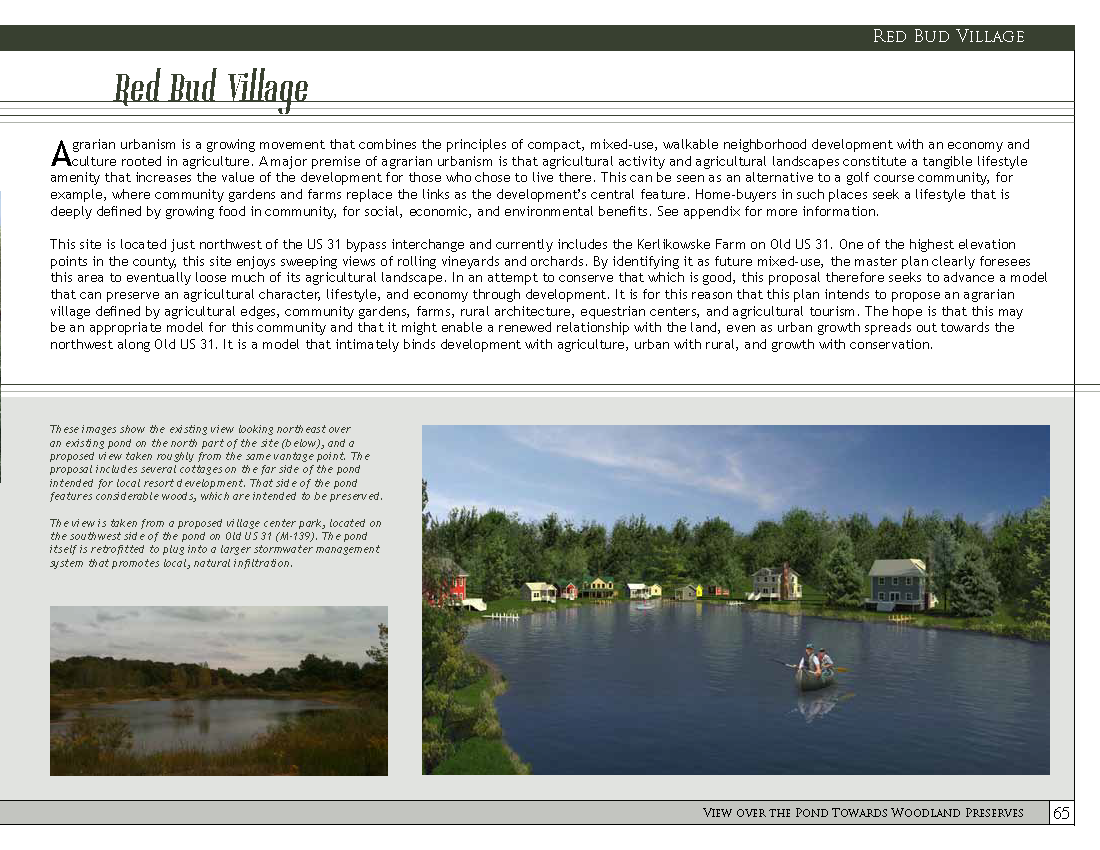 Red Bud Village
Red Bud Village
Agrarian urbanism is a growing movement that combines the principles of compact, mixed-use, walkable neighborhood development with an economy and
culture rooted in agriculture. A major premise of agrarian urbanism is that agricultural activity and agricultural landscapes constitute a tangible lifestyle
amenity that increases the value of the development for those who chose to live there. This can be seen as an alternative to a golf course community, for
example, where community gardens and farms replace the links as the development's central feature. Home-buyers in such places seek a lifestyle that is
deeply defined by growing food in community, for social, economic, and environmental benefits. See appendix for more information.
This site is located just northwest of the US 31 bypass interchange and currently includes the Kerlikowske Farm on Old US 31. One of the highest elevation
points in the county, this site enjoys sweeping views of rolling vineyards and orchards. By identifying it as future mixed-use, the master plan clearly foresees
this area to eventually loose much of its agricultural landscape. In an attempt to conserve that which is good, this proposal therefore seeks to advance a model
that can preserve an agricultural character, lifestyle, and economy through development. It is for this reason that this plan intends to propose an agrarian
village defined by agricultural edges, community gardens, farms, rural architecture, equestrian centers, and agricultural tourism. The hope is that this may
be an appropriate model for this community and that it might enable a renewed relationship with the land, even as urban growth spreads out towards the
northwest along Old US 31. It is a model that intimately binds development with agriculture, urban with rural, and growth with conservation.
These images show the existing view looking northeast over
an existing pond on the north part of the site (below), and a
proposed view taken roughly from the same vantage point. The
proposal includes several cottages on the far side of the pond
intended for local resort development. That side of the pond
features considerable woods, which are intended to be preserved.
The view is taken from a proposed village center park, located on
the southwest side of the pond on Old US 31 (M-139). The pond
itself is retrofitted to plug into a larger stormwater management
system that promotes local, natural infiltration.
View over the Pond Towards Woodland Preserves
65